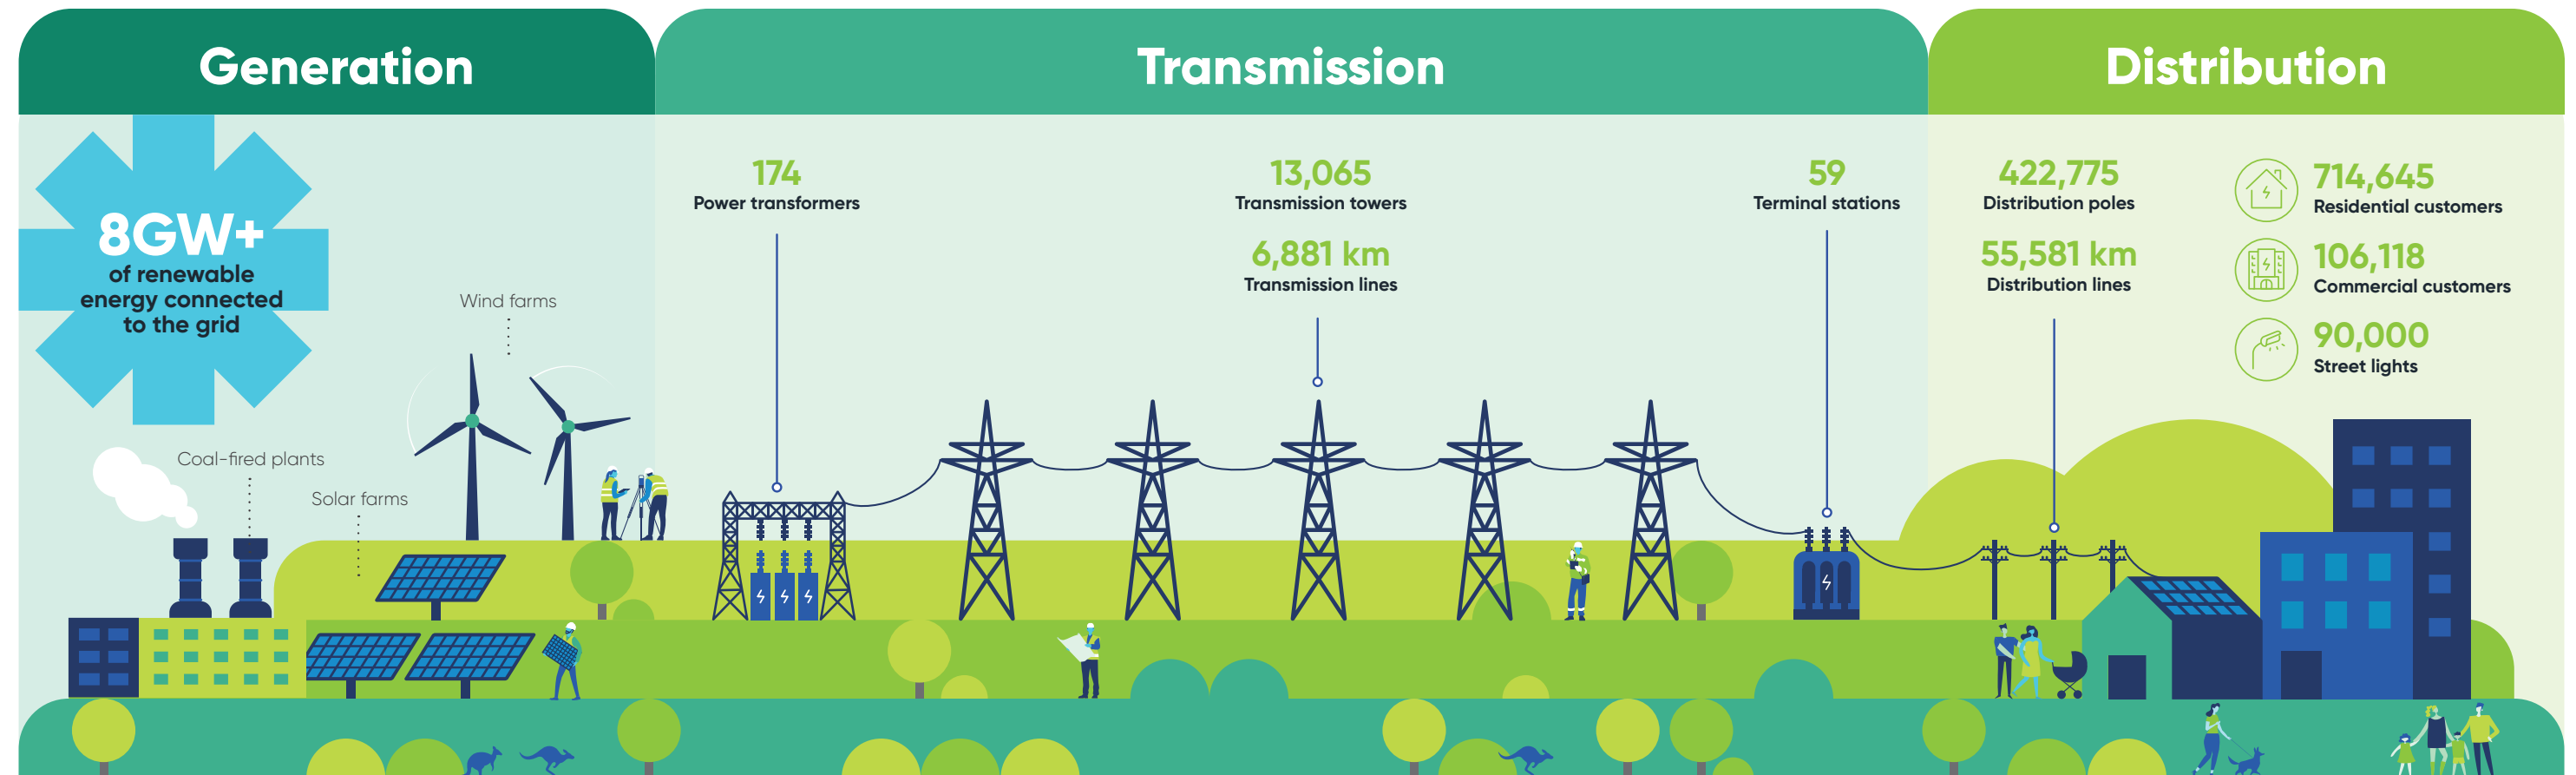 Generation
Transmission
Distribution
8GW+
of renewable
energy connected
to the grid
Wind farms
Coal-fired plants
Solar farms
174
Power transformers
13,065
Transmission towers
6,881 km
Transmission lines
59
Terminal stations
422,775
Distribution poles
55,581 km
Distribution lines
714,645
Residential customers
106,118
Commercial customers
90,000
Street lights